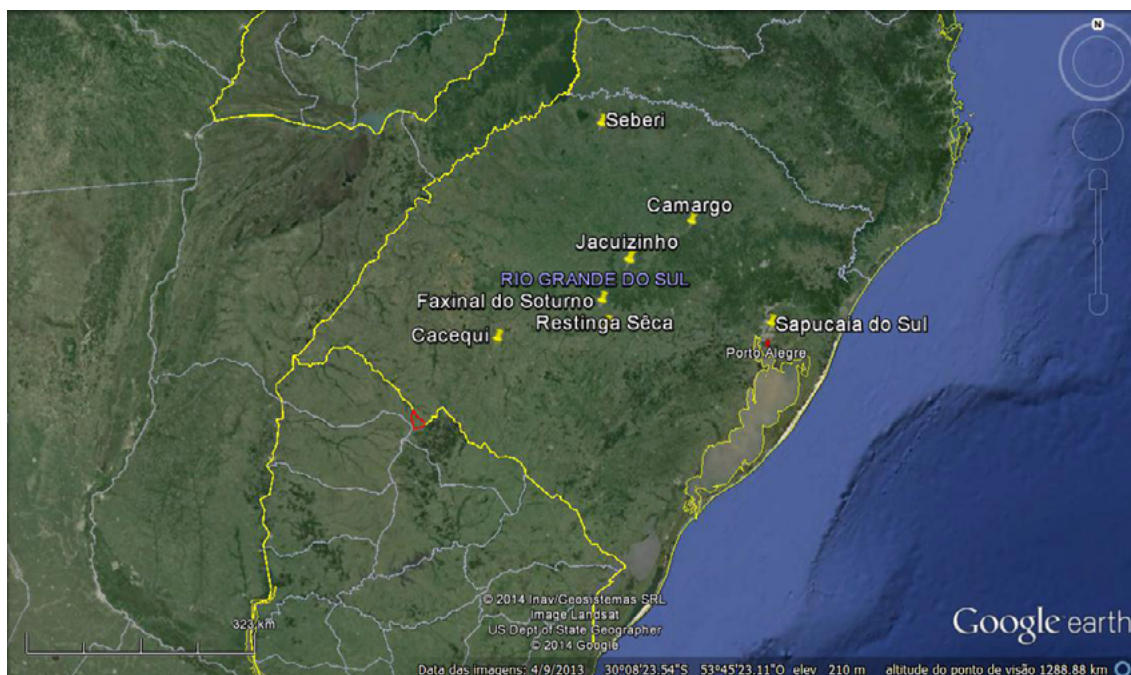 N
Seberi
Camargo
Jacuizinho
RIO GRANDE DO SUL
Faxinal do Soturno
Restinga Sêca
Sapucaia do Sul
Cacequi
Porto Alegre
© 2014 Inav/Geosistemas SRL
Image Landsat
US Dept of State Geographer
© 2014 Google
323 km
Google earth
Data das imagens: 4/9/2013 30°08'23.54"S 53°45'23.11"O elev 210 m altitude do ponto de visão 1288.88 km